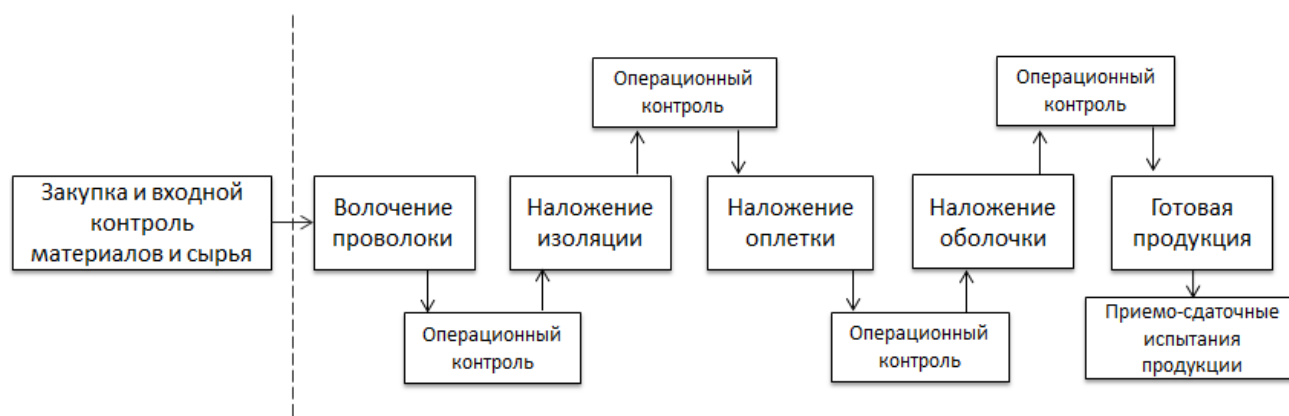 Закупка и входной
контроль
материалов и сырья
Волочение
проволоки
Операционный
контроль
Наложение
изоляции
Операционный
контроль
Наложение
оплетки
Операционный
контроль
Наложение
оболочки
Операционный
контроль
Готовая
продукция
Приемо-сдаточные
испытания
продукции